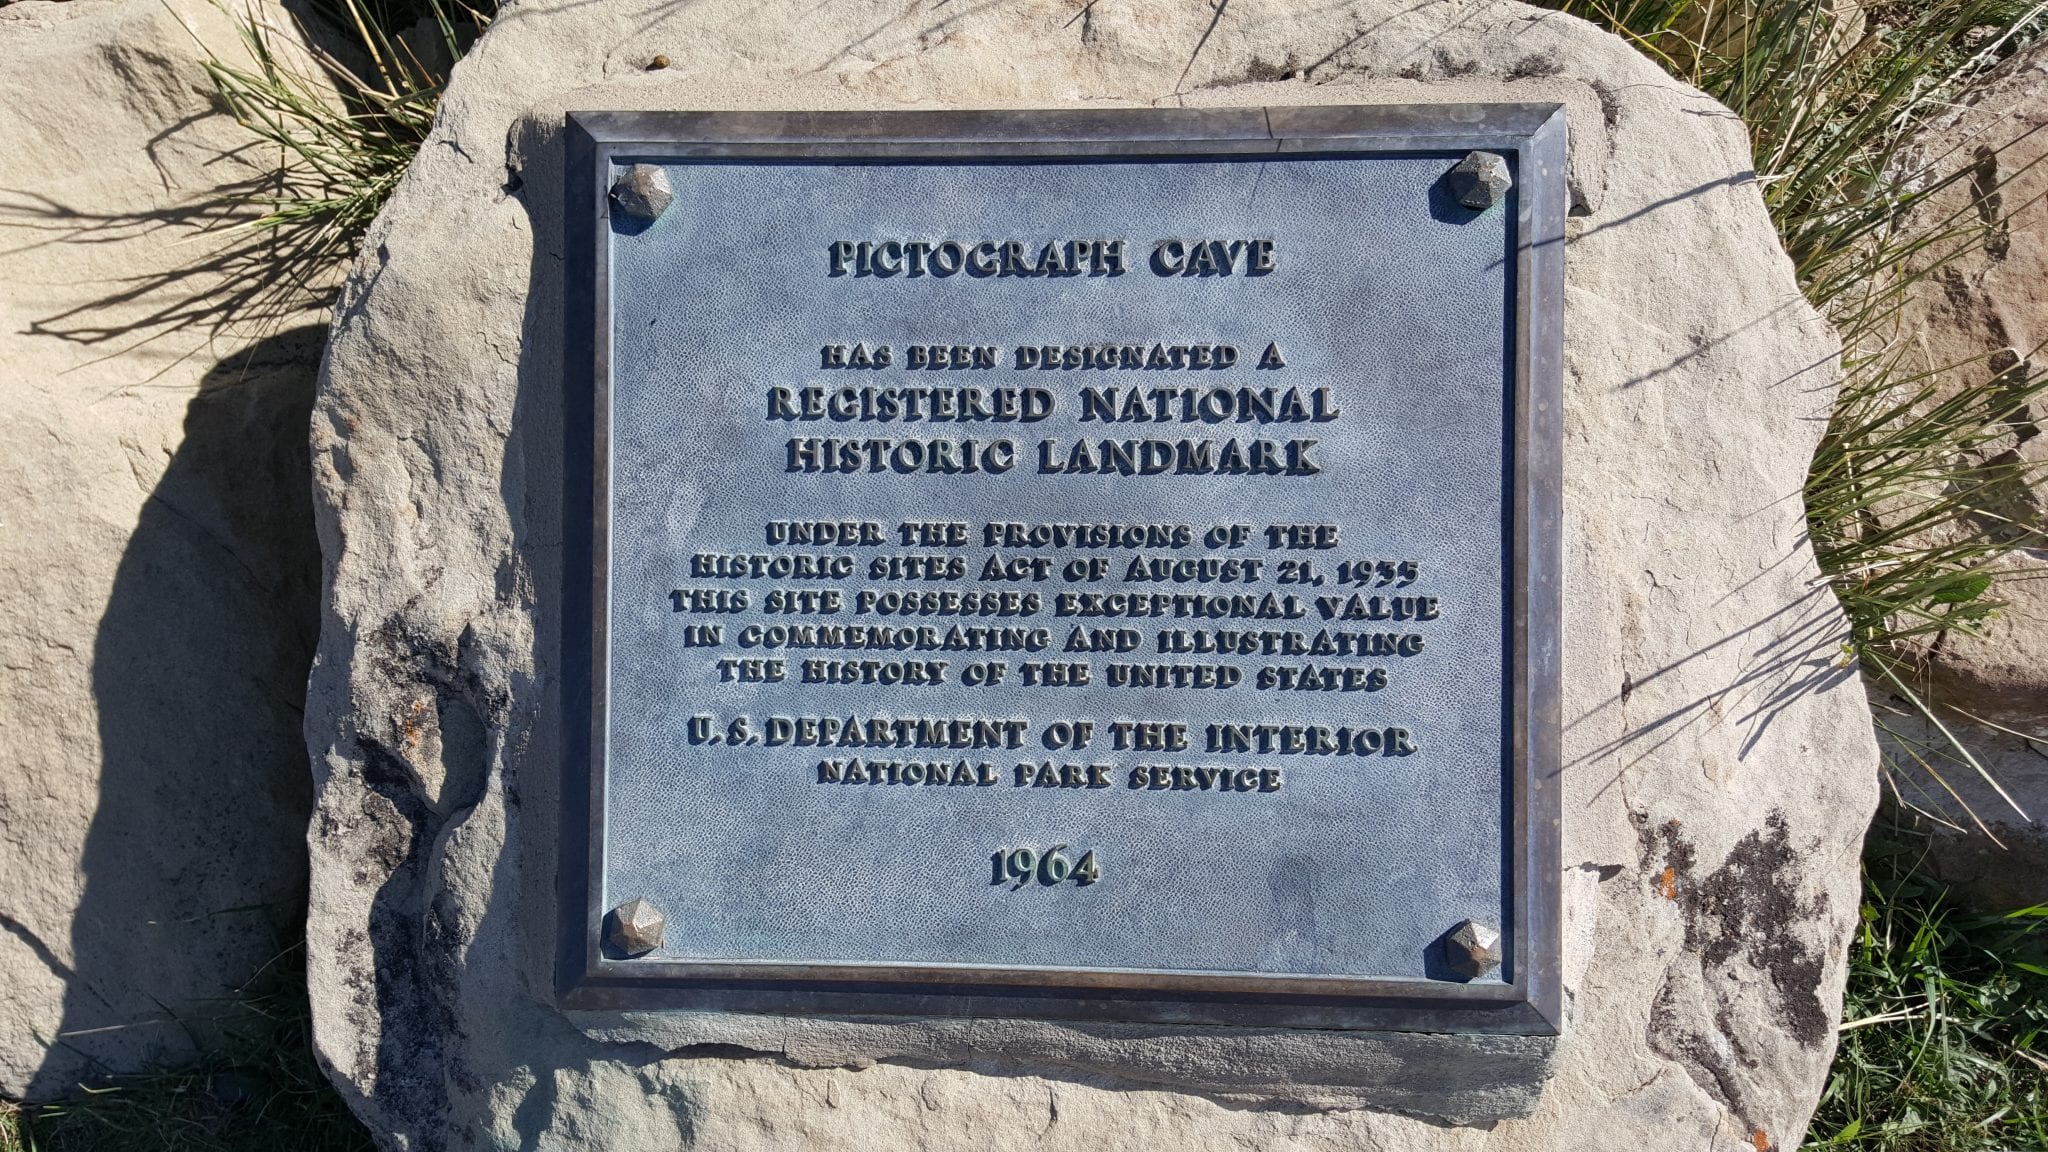 PICTOGRAPH CAVE
HAS BEEN DESIGNATED A
REGISTERED NATIONAL
HISTORIC LANDMARK
UNDER THE PROVISIONS OF THE
HISTORIC SITES ACT OF AUGUST 21, 1935
THIS SITE POSSESSES EXCEPTIONAL VALUE
IN COMMEMORATING AND ILLUSTRATING
THE HISTORY OF THE UNITED STATES
U.S. DEPARTMENT OF THE INTERIOR
NATIONAL PARK SERVICE
1964